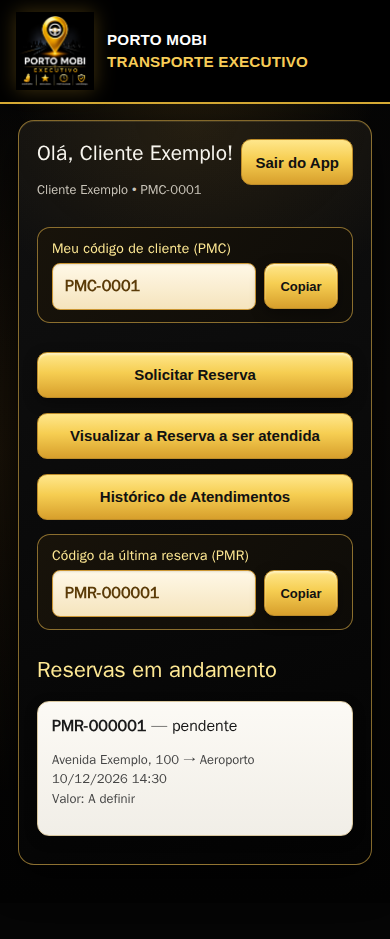 PORTO MOBI
EXECUTIVO
PORTO MOBI
TRANSPORTE EXECUTIVO
Olá, Cliente Exemplo!
Sair do App
Cliente Exemplo • PMC-0001
Meu código de cliente (PMC)
PMC-0001
Copiar
Solicitar Reserva
Visualizar a Reserva a ser atendida
Histórico de Atendimentos
Código da última reserva (PMR)
PMR-000001
Copiar
Reservas em andamento
PMR-000001 — pendente
Avenida Exemplo, 100 → Aeroporto
10/12/2026 14:30
Valor: A definir